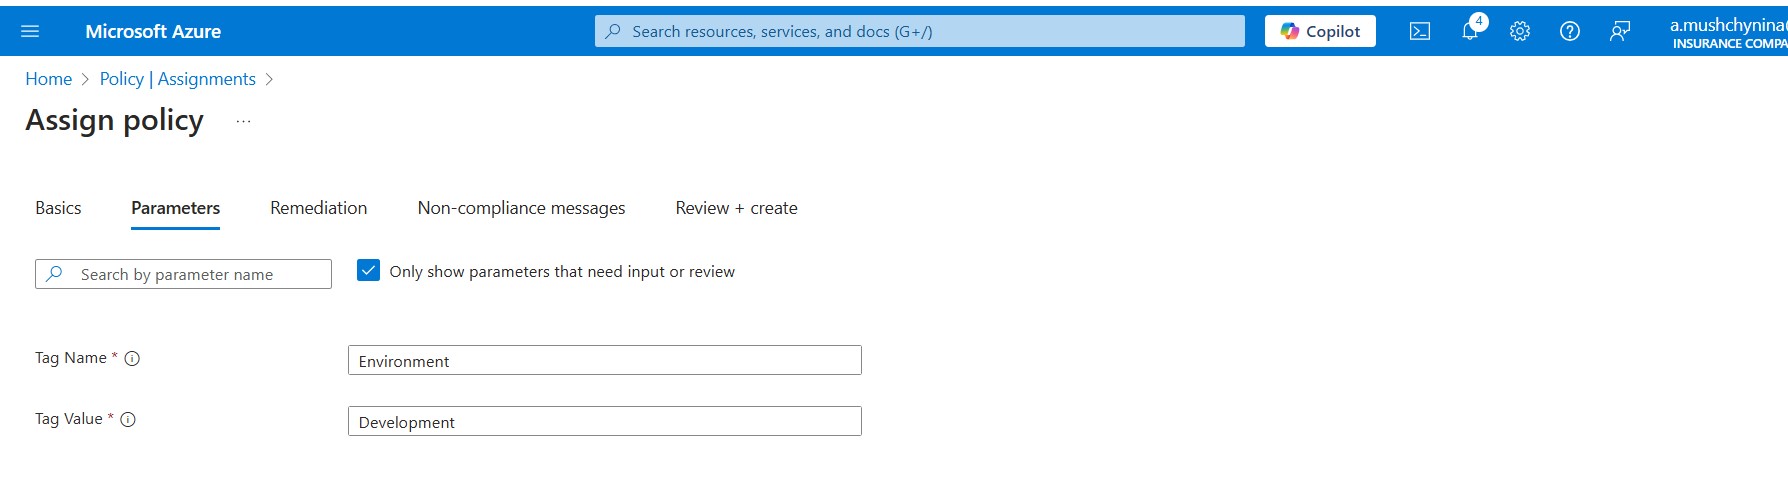 Microsoft Azure
Search resources, services, and docs (G+/)
Copilot
4
a.mushchynina
INSURANCE COMPA
Home > Policy | Assignments >
Assign policy ...
Basics Parameters Remediation Non-compliance messages Review + create
Search by parameter name
Only show parameters that need input or review
Tag Name *
Environment
Tag Value *
Development